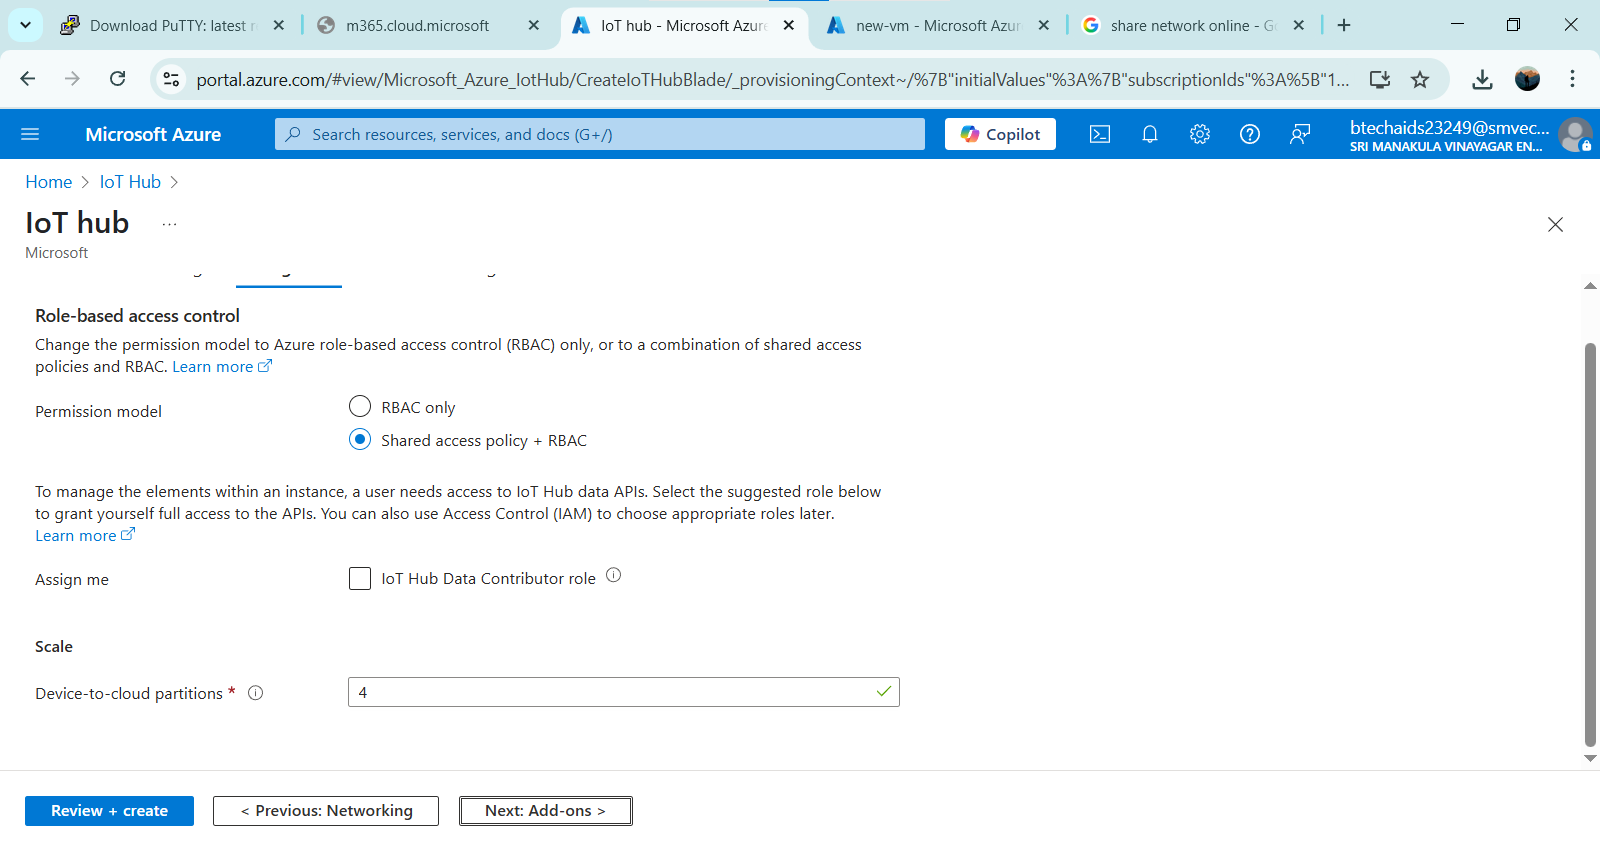 Download PuTTY: latest r
m365.cloud.microsoft
IoT hub - Microsoft Azure
new-vm - Microsoft Azur
share network online - Go
portal.azure.com/#view/Microsoft_Azure_IotHub/CreateIoTHubBlade/_provisioningContext~/%7B"initialValues"%3A%7B"subscriptionIds"%3A%5B"1...
Microsoft Azure
Search resources, services, and docs (G+/)
Copilot
btechaids23249@smvec...
SRI MANAKULA VINAYAGAR EN...
Home > IoT Hub >
IoT hub ...
Microsoft
Role-based access control
Change the permission model to Azure role-based access control (RBAC) only, or to a combination of shared access
policies and RBAC. Learn more
Permission model
RBAC only
Shared access policy + RBAC
To manage the elements within an instance, a user needs access to IoT Hub data APIs. Select the suggested role below
to grant yourself full access to the APIs. You can also use Access Control (IAM) to choose appropriate roles later.
Learn more
Assign me
IoT Hub Data Contributor role
Scale
Device-to-cloud partitions *
4
Review + create
< Previous: Networking
Next: Add-ons >